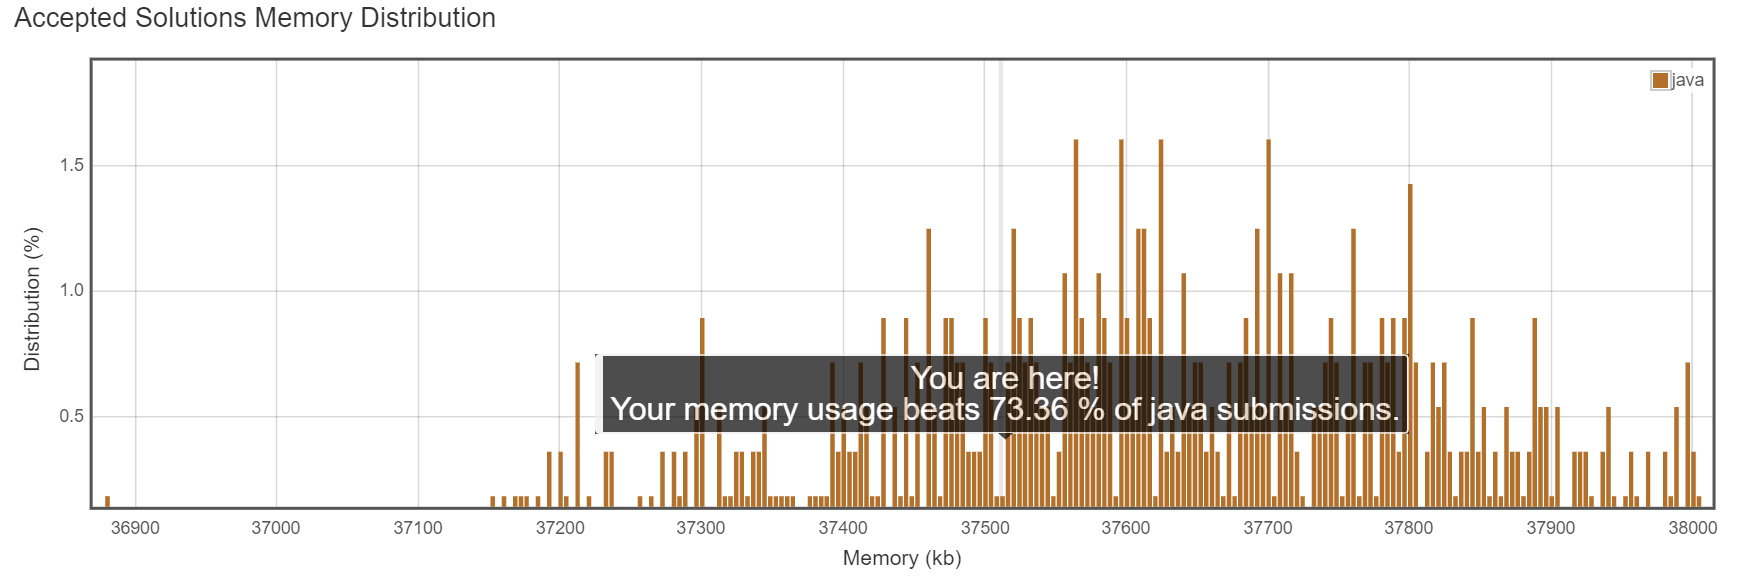 Accepted Solutions Memory Distribution
java
1.5
1.0
0.5
Distribution (%)
You are here!
Your memory usage beats 73.36 % of java submissions.
36900 37000 37100 37200 37300 37400 37500 37600 37700 37800 37900 38000
Memory (kb)